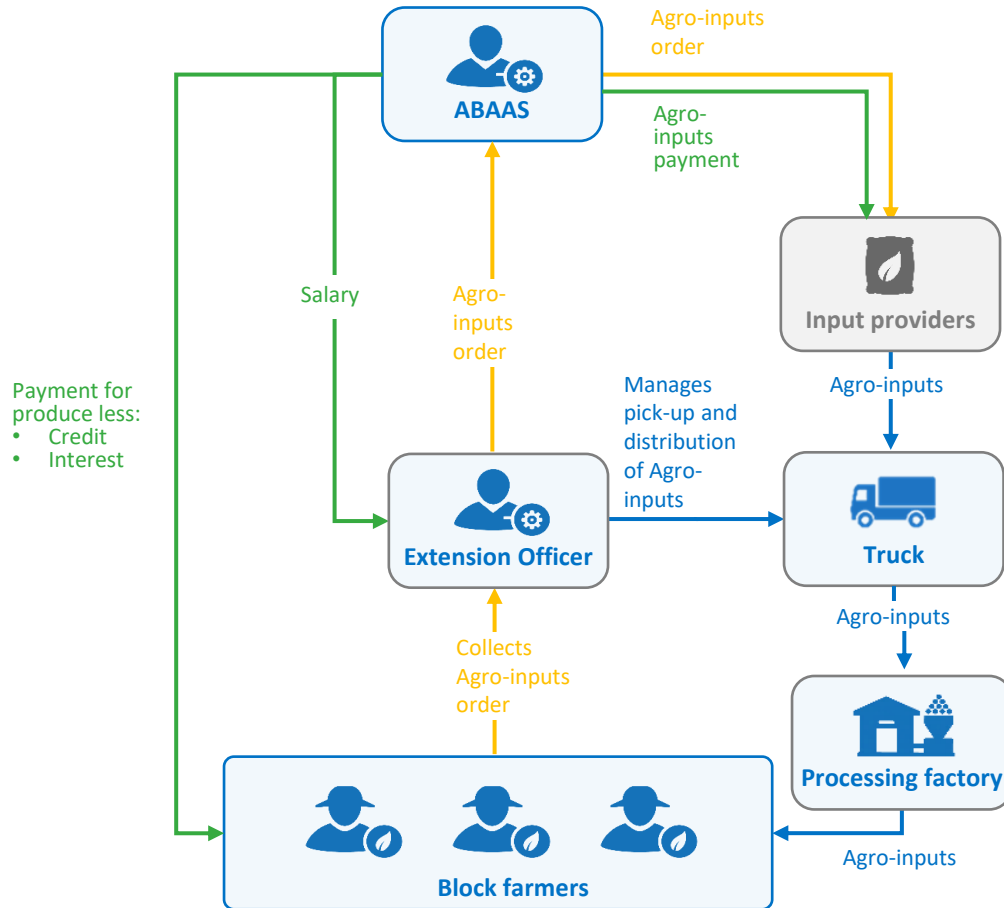 Agro-inputs
order
ABAAS
Agro-
inputs
payment
Input providers
Salary
Agro-
inputs
order
Agro-inputs
Payment for
produce less:
• Credit
• Interest
Manages
pick-up and
distribution
of Agro-
inputs
Extension Officer
Truck
Agro-inputs
Collects
Agro-inputs
order
Processing factory
Agro-inputs
Block farmers